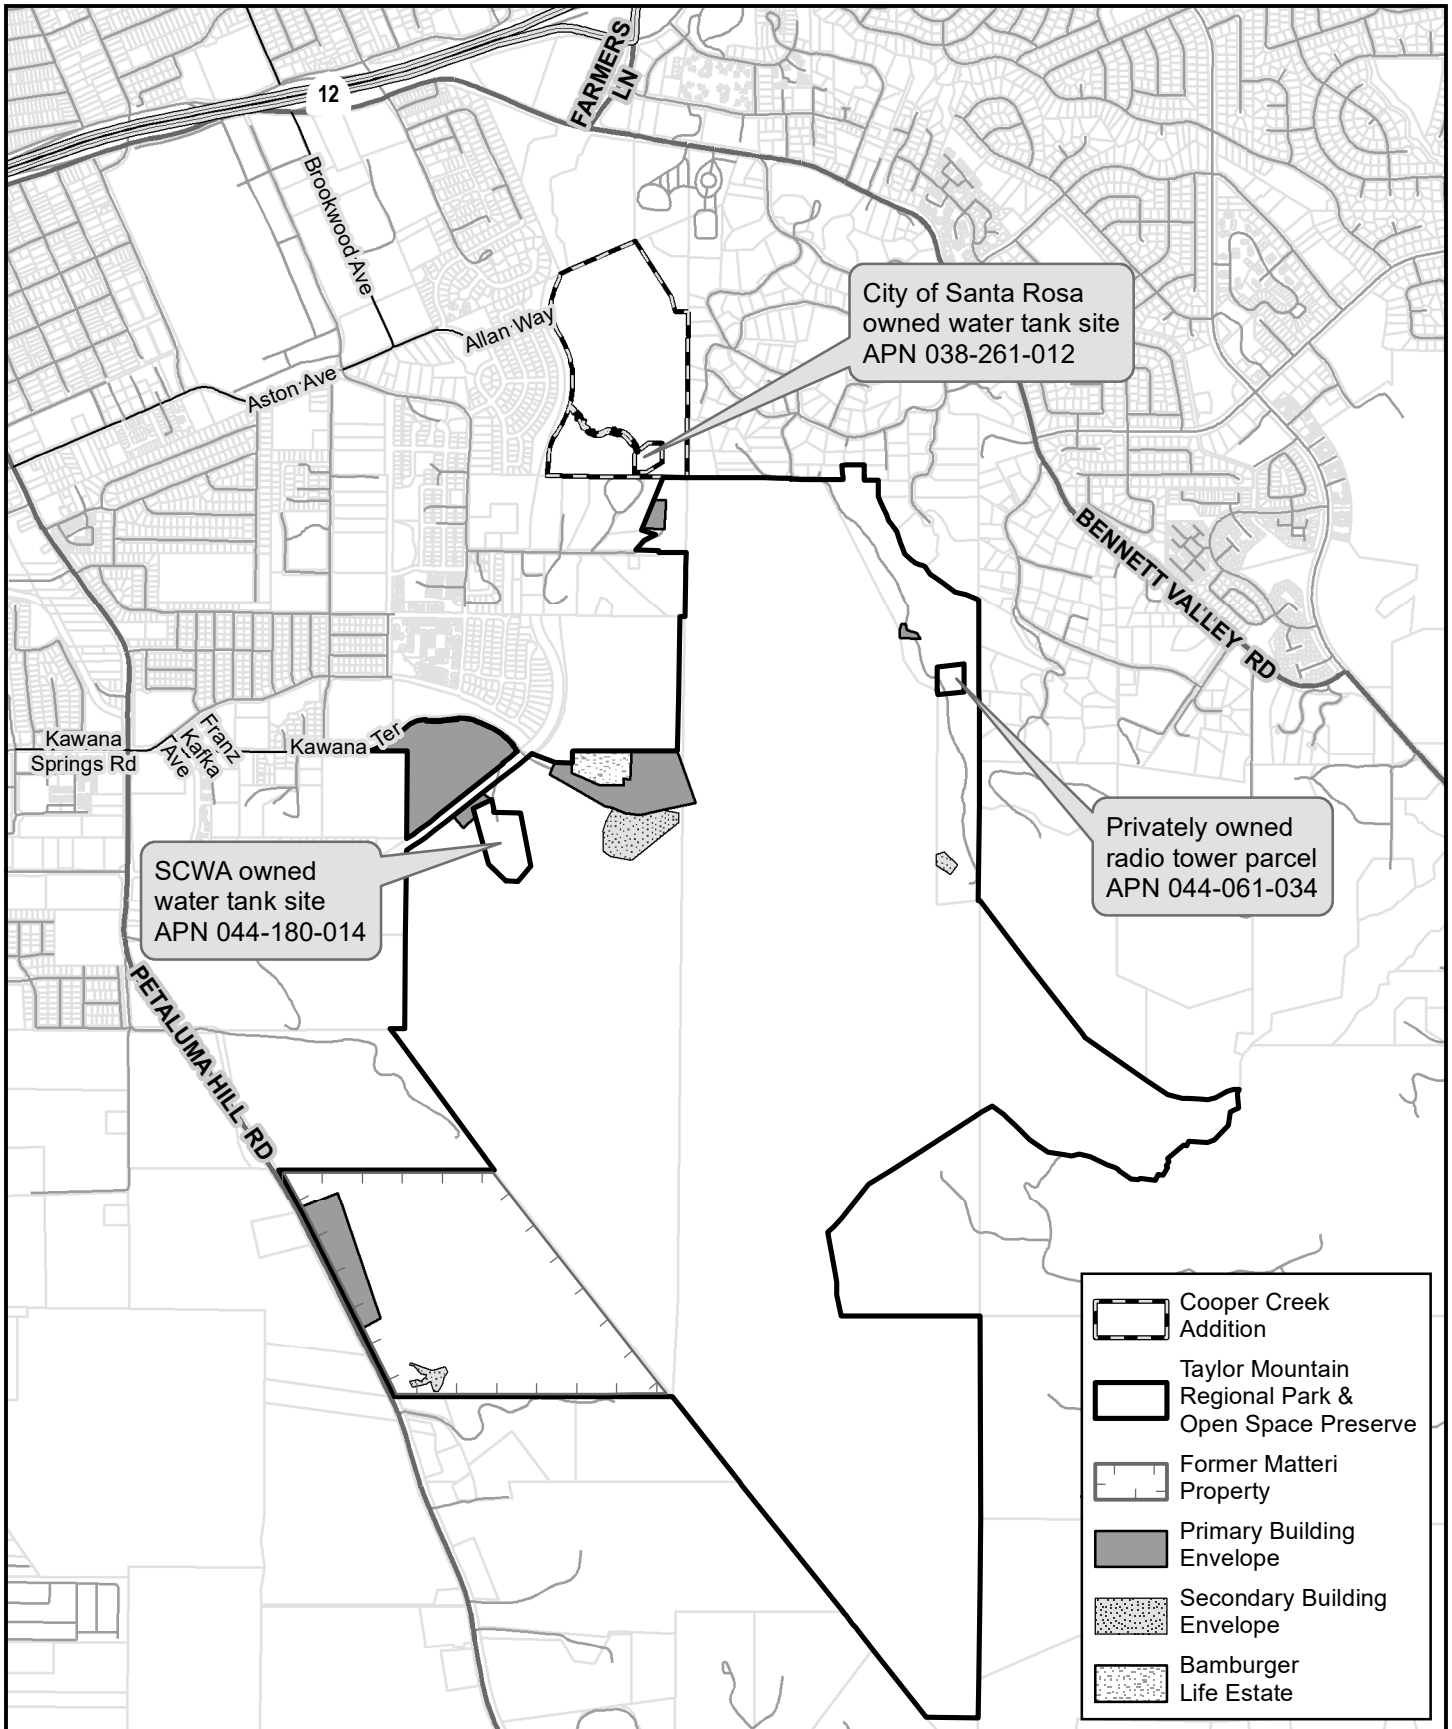 FARMERS
LN
12
Brookwood Ave
City of Santa Rosa
owned water tank site
APN 038-261-012
Allan Way
Aston Ave
BENNETT VALLEY RD
Kawana
Springs Rd
Franz
Kafka
Ave
Kawana Ter
Privately owned
radio tower parcel
APN 044-061-034
SCWA owned
water tank site
APN 044-180-014
PETALUMA HILL RD
Cooper Creek
Addition
Taylor Mountain
Regional Park &
Open Space Preserve
Former Matteri
Property
Primary Building
Envelope
Secondary Building
Envelope
Bamburger
Life Estate